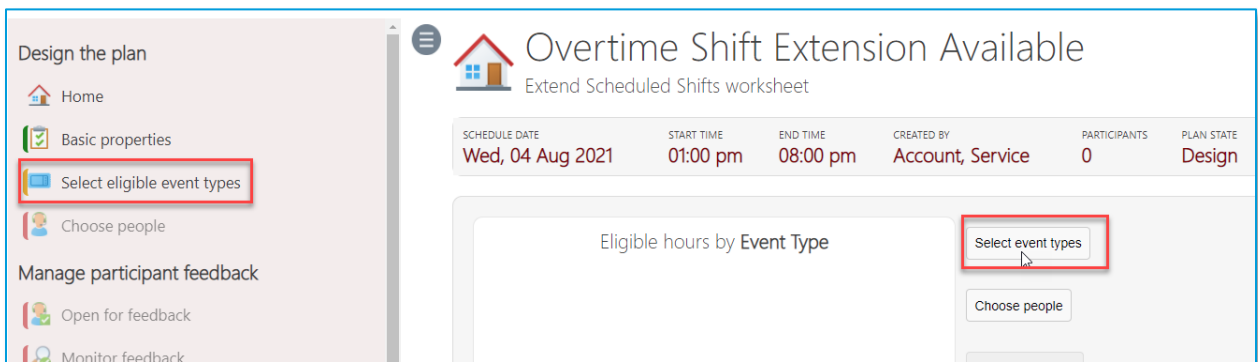 Design the plan
Home
Basic properties
Select eligible event types
Choose people
Manage participant feedback
Open for feedback
Monitor feedback
Overtime Shift Extension Available
Extend Scheduled Shifts worksheet
SCHEDULE DATE
Wed, 04 Aug 2021
START TIME
01:00 pm
END TIME
08:00 pm
CREATED BY
Account, Service
PARTICIPANTS
0
PLAN STATE
Design
Eligible hours by Event Type
Select event types
Choose people